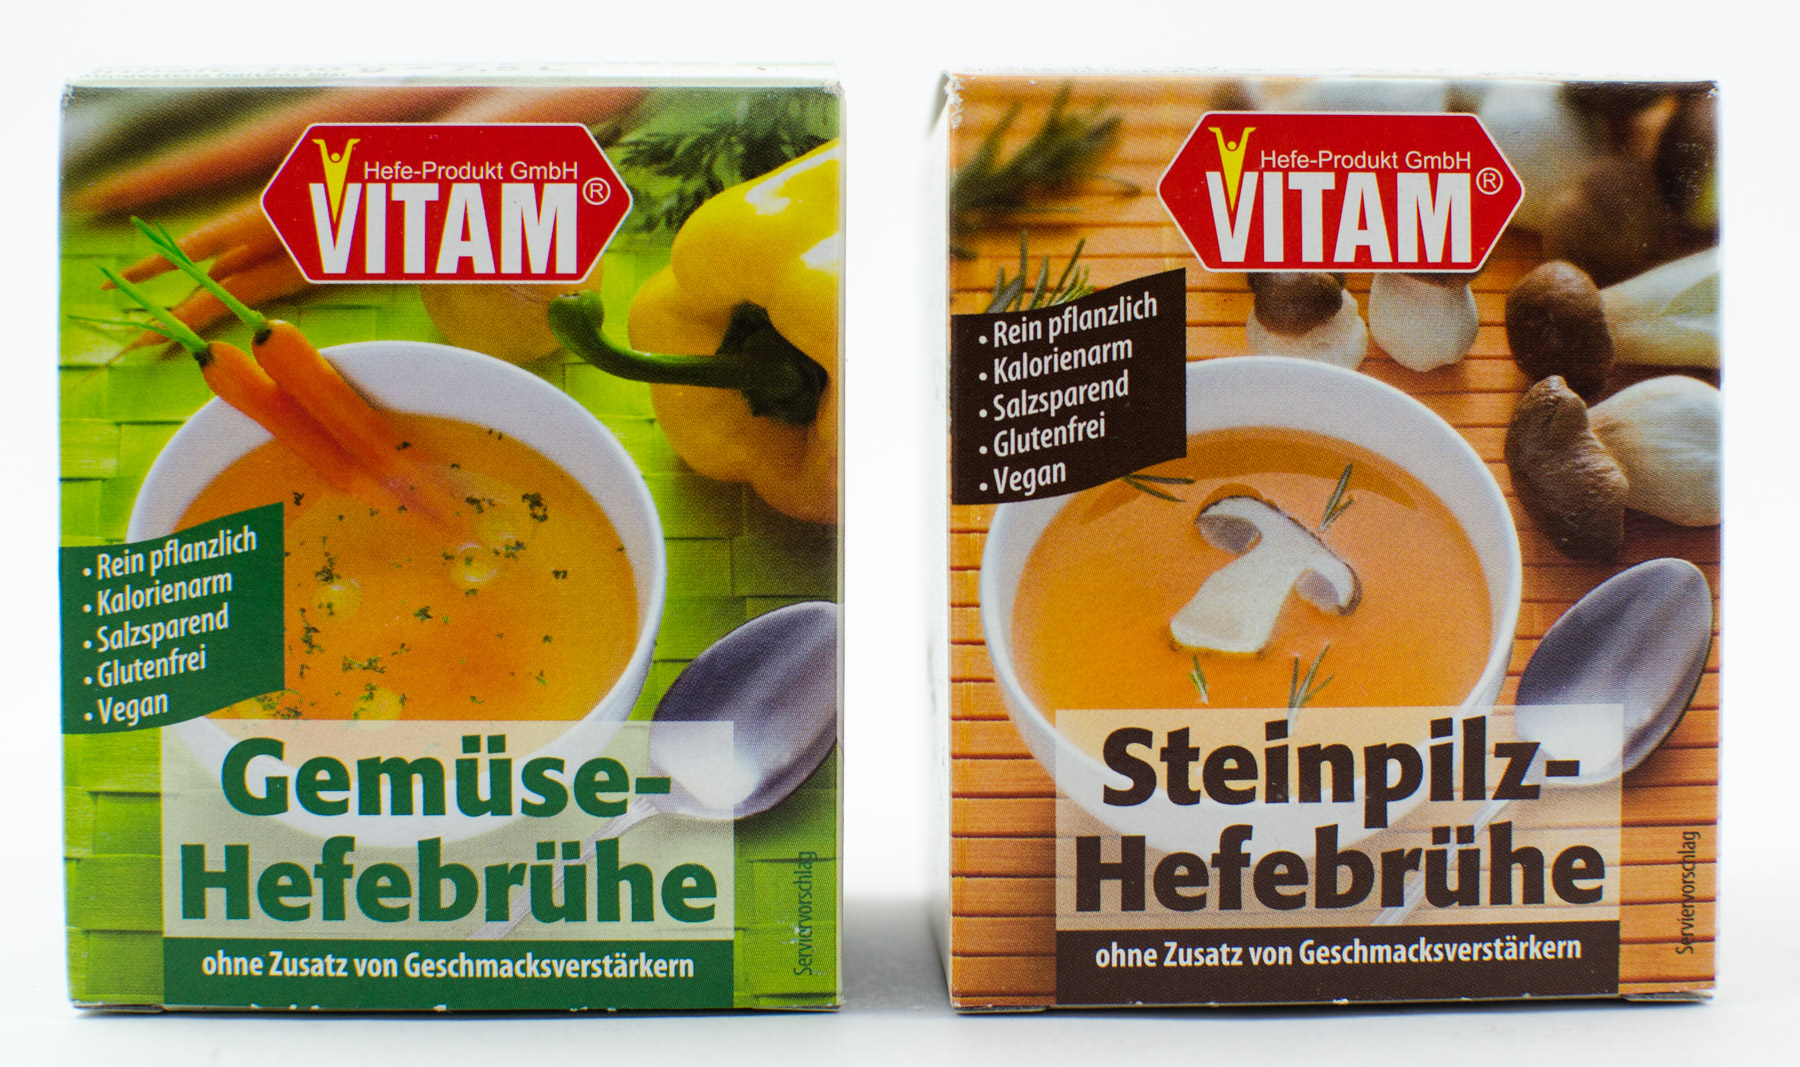 Hefe-Produkt GmbH
VITAM®
• Rein pflanzlich
• Kalorienarm
• Salzsparend
• Glutenfrei
• Vegan
Gemüse-
Hefebrühe
ohne Zusatz von Geschmacksverstärkern
Serviervorschlag
Hefe-Produkt GmbH
VITAM®
• Rein pflanzlich
• Kalorienarm
• Salzsparend
• Glutenfrei
• Vegan
Steinpilz-
Hefebrühe
ohne Zusatz von Geschmacksverstärkern
Serviervorschlag